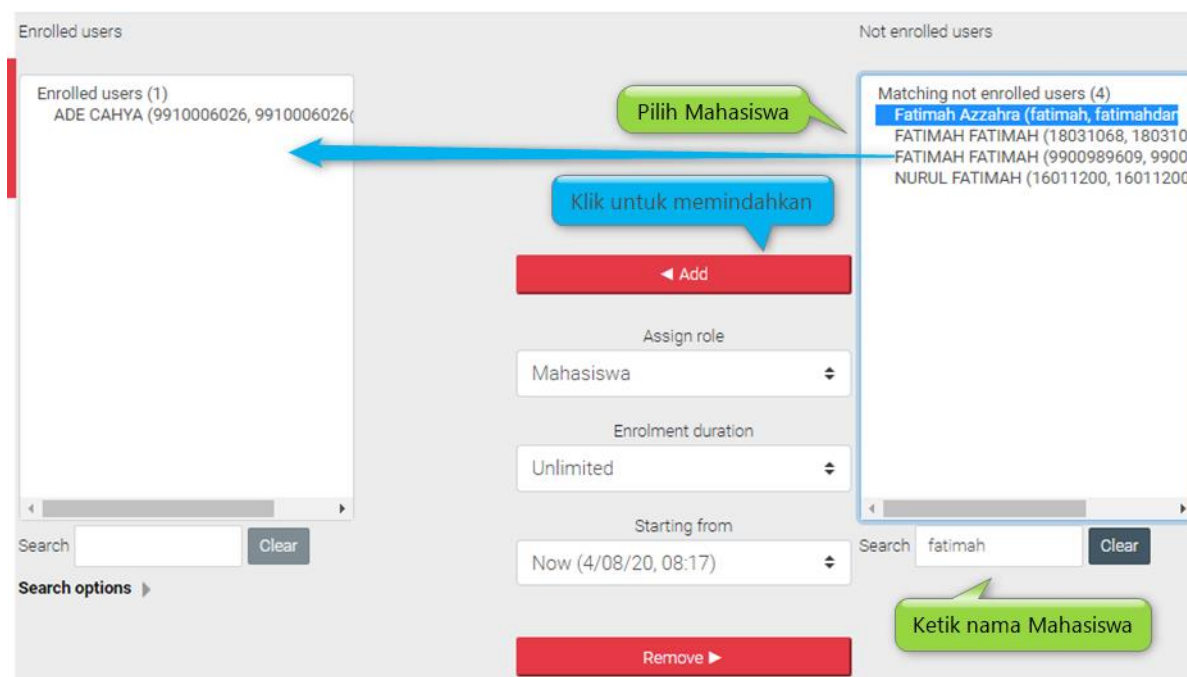 Enrolled users
Enrolled users (1)
ADE CAHYA (9910006026, 9910006026(
Pilih Mahasiswa
Klik untuk memindahkan
◄ Add
Assign role
Mahasiswa
Enrolment duration
Unlimited
Starting from
Now (4/08/20, 08:17)
Remove ►
Not enrolled users
Matching not enrolled users (4)
Fatimah Azzahra (fatimah, fatimahdar
FATIMAH FATIMAH (18031068, 180310
FATIMAH FATIMAH (9900989609, 9900
NURUL FATIMAH (16011200, 16011200
Search
Clear
Search options
Search fatimah Clear
Ketik nama Mahasiswa